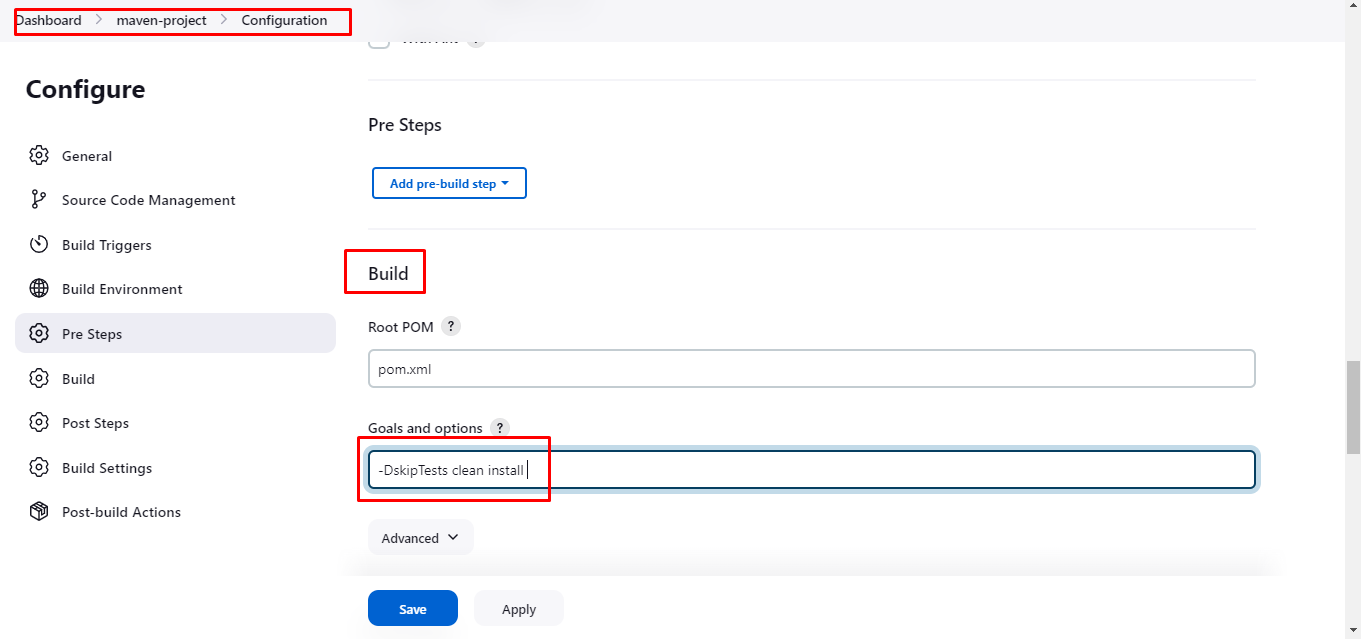 Dashboard > maven-project > Configuration
Configure
General
Source Code Management
Build Triggers
Build Environment
Pre Steps
Build
Post Steps
Build Settings
Post-build Actions
Pre Steps
Add pre-build step
Build
Root POM ?
pom.xml
Goals and options ?
-DskipTests clean install
Advanced
Save Apply